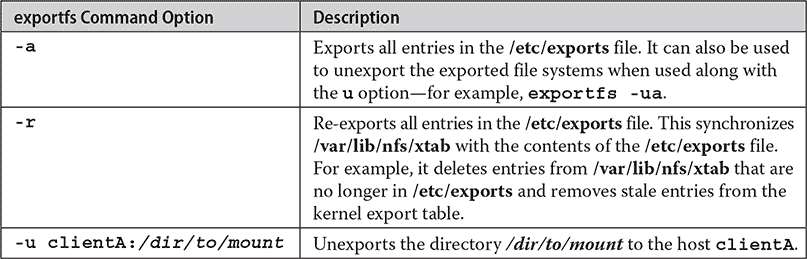 exportfs Command Option
Description
-a
Exports all entries in the /etc/exports file. It can also be used
to unexport the exported file systems when used along with
the u option—for example, exportfs -ua.
-r
Re-exports all entries in the /etc/exports file. This synchronizes
/var/lib/nfs/xtab with the contents of the /etc/exports file.
For example, it deletes entries from /var/lib/nfs/xtab that are
no longer in /etc/exports and removes stale entries from the
kernel export table.
-u clientA:/dir/to/mount
Unexports the directory /dir/to/mount to the host clientA.